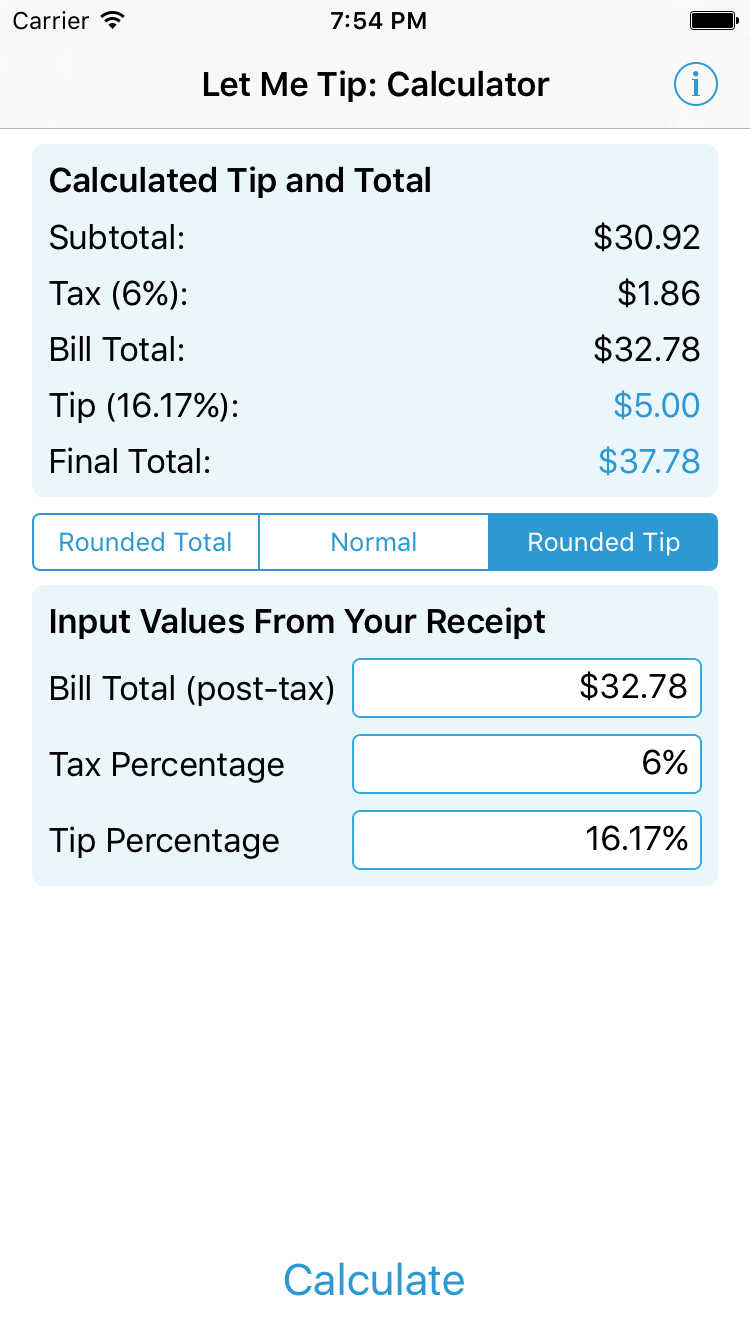 Carrier 7:54 PM
Let Me Tip: Calculator i
Calculated Tip and Total
Subtotal: $30.92
Tax (6%): $1.86
Bill Total: $32.78
Tip (16.17%): $5.00
Final Total: $37.78
Rounded Total Normal Rounded Tip
Input Values From Your Receipt
Bill Total (post-tax) $32.78
Tax Percentage 6%
Tip Percentage 16.17%
Calculate